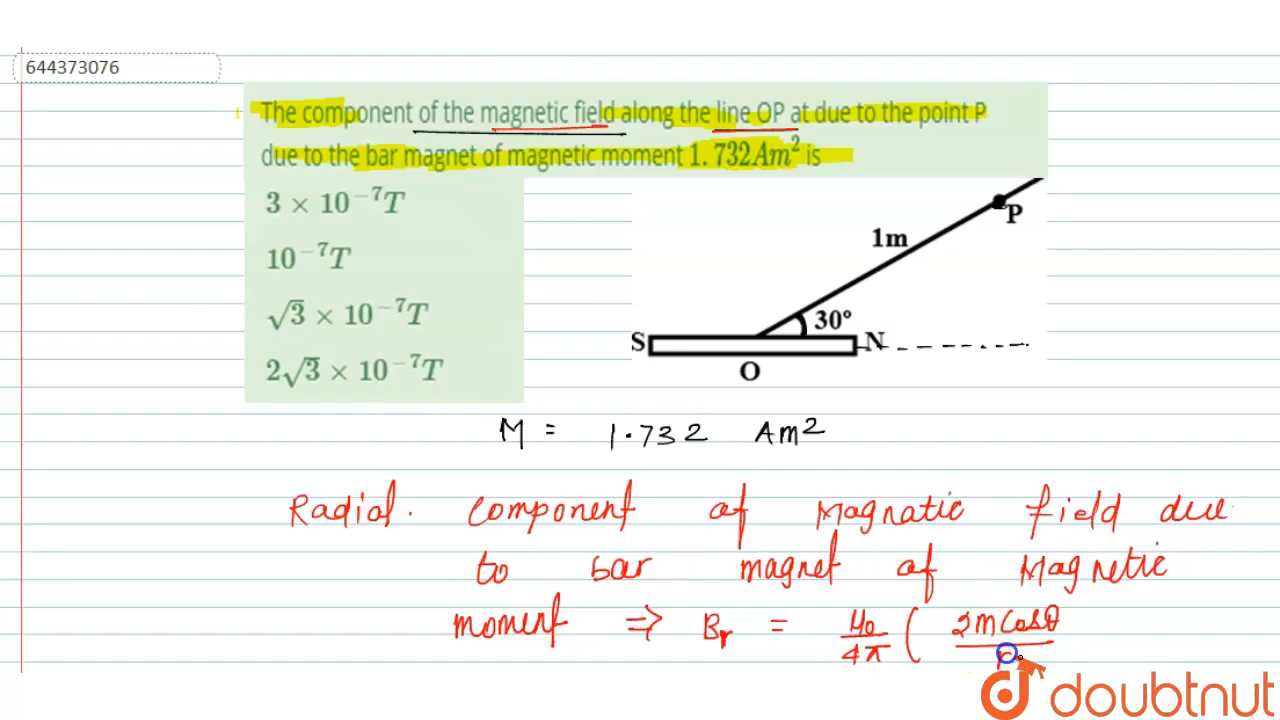 644373076
The component of the magnetic field along the line OP at due to the point P
due to the bar magnet of magnetic moment 1.732Am² is
3 × 10⁻⁷T
10⁻⁷T
√3 × 10⁻⁷T
2√3 × 10⁻⁷T
P
1m
30°
S
N
O
M = 1.732 Am²
Radial. Component of Magnatic field due
to bar magnet of Magnetic
moment ⇒ Br = μ₀/4π ( 2m Cosθ/r
doubtnut